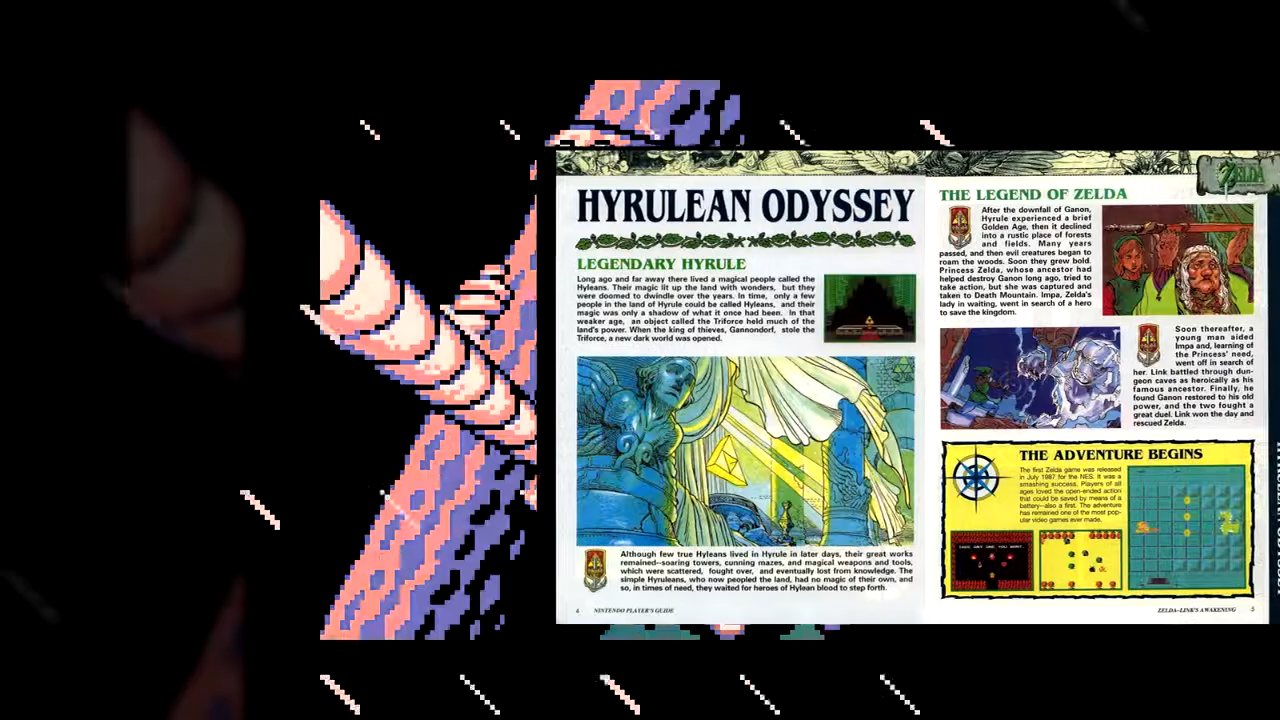 HYRULEAN ODYSSEY
LEGENDARY HYRULE
Long ago and far away there lived a magical people called the
Hyleans. Their magic lit up the land with wonders, but they
were doomed to dwindle over the years. In time, only a few
people in the land of Hyrule could be called Hyleans, and their
magic was only a shadow of what it once had been. In that
weaker age, an object called the Triforce held much of the
land's power. When the king of thieves, Gannondorf, stole the
Triforce, a new dark world was opened.
Although few true Hyleans lived in Hyrule in later days, their great works
remained--soaring towers, cunning mazes, and magical weapons and tools,
which were scattered, fought over, and eventually lost from knowledge. The
simple Hyruleans, who now peopled the land, had no magic of their own, and
so, in times of need, they waited for heroes of Hylean blood to step forth.
4 NINTENDO PLAYER'S GUIDE
ZELDA
THE LEGEND OF ZELDA
After the downfall of Ganon,
Hyrule experienced a brief
Golden Age, then it declined
into a rustic place of forests
and fields. Many years
passed, and then evil creatures began to
roam the woods. Soon they grew bold.
Princess Zelda, whose ancestor had
helped destroy Ganon long ago, tried to
take action, but she was captured and
taken to Death Mountain. Impa, Zelda's
lady in waiting, went in search of a hero
to save the kingdom.
Soon thereafter, a
young man aided
Impa and, learning of
the Princess' need,
went off in search of
her. Link battled through dun-
geon caves as heroically as his
famous ancestor. Finally, he
found Ganon restored to his old
power, and the two fought a
great duel. Link won the day and
rescued Zelda.
THE ADVENTURE BEGINS
The first Zelda game was released
in July 1987 for the NES. It was a
smashing success. Players of all
ages loved the open-ended action
that could be saved by means of a
battery--also a first. The adventure
has remained one of the most pop-
ular video games ever made.
TAKE ANY ONE YOU WANT.
ZELDA--LINK'S AWAKENING 5